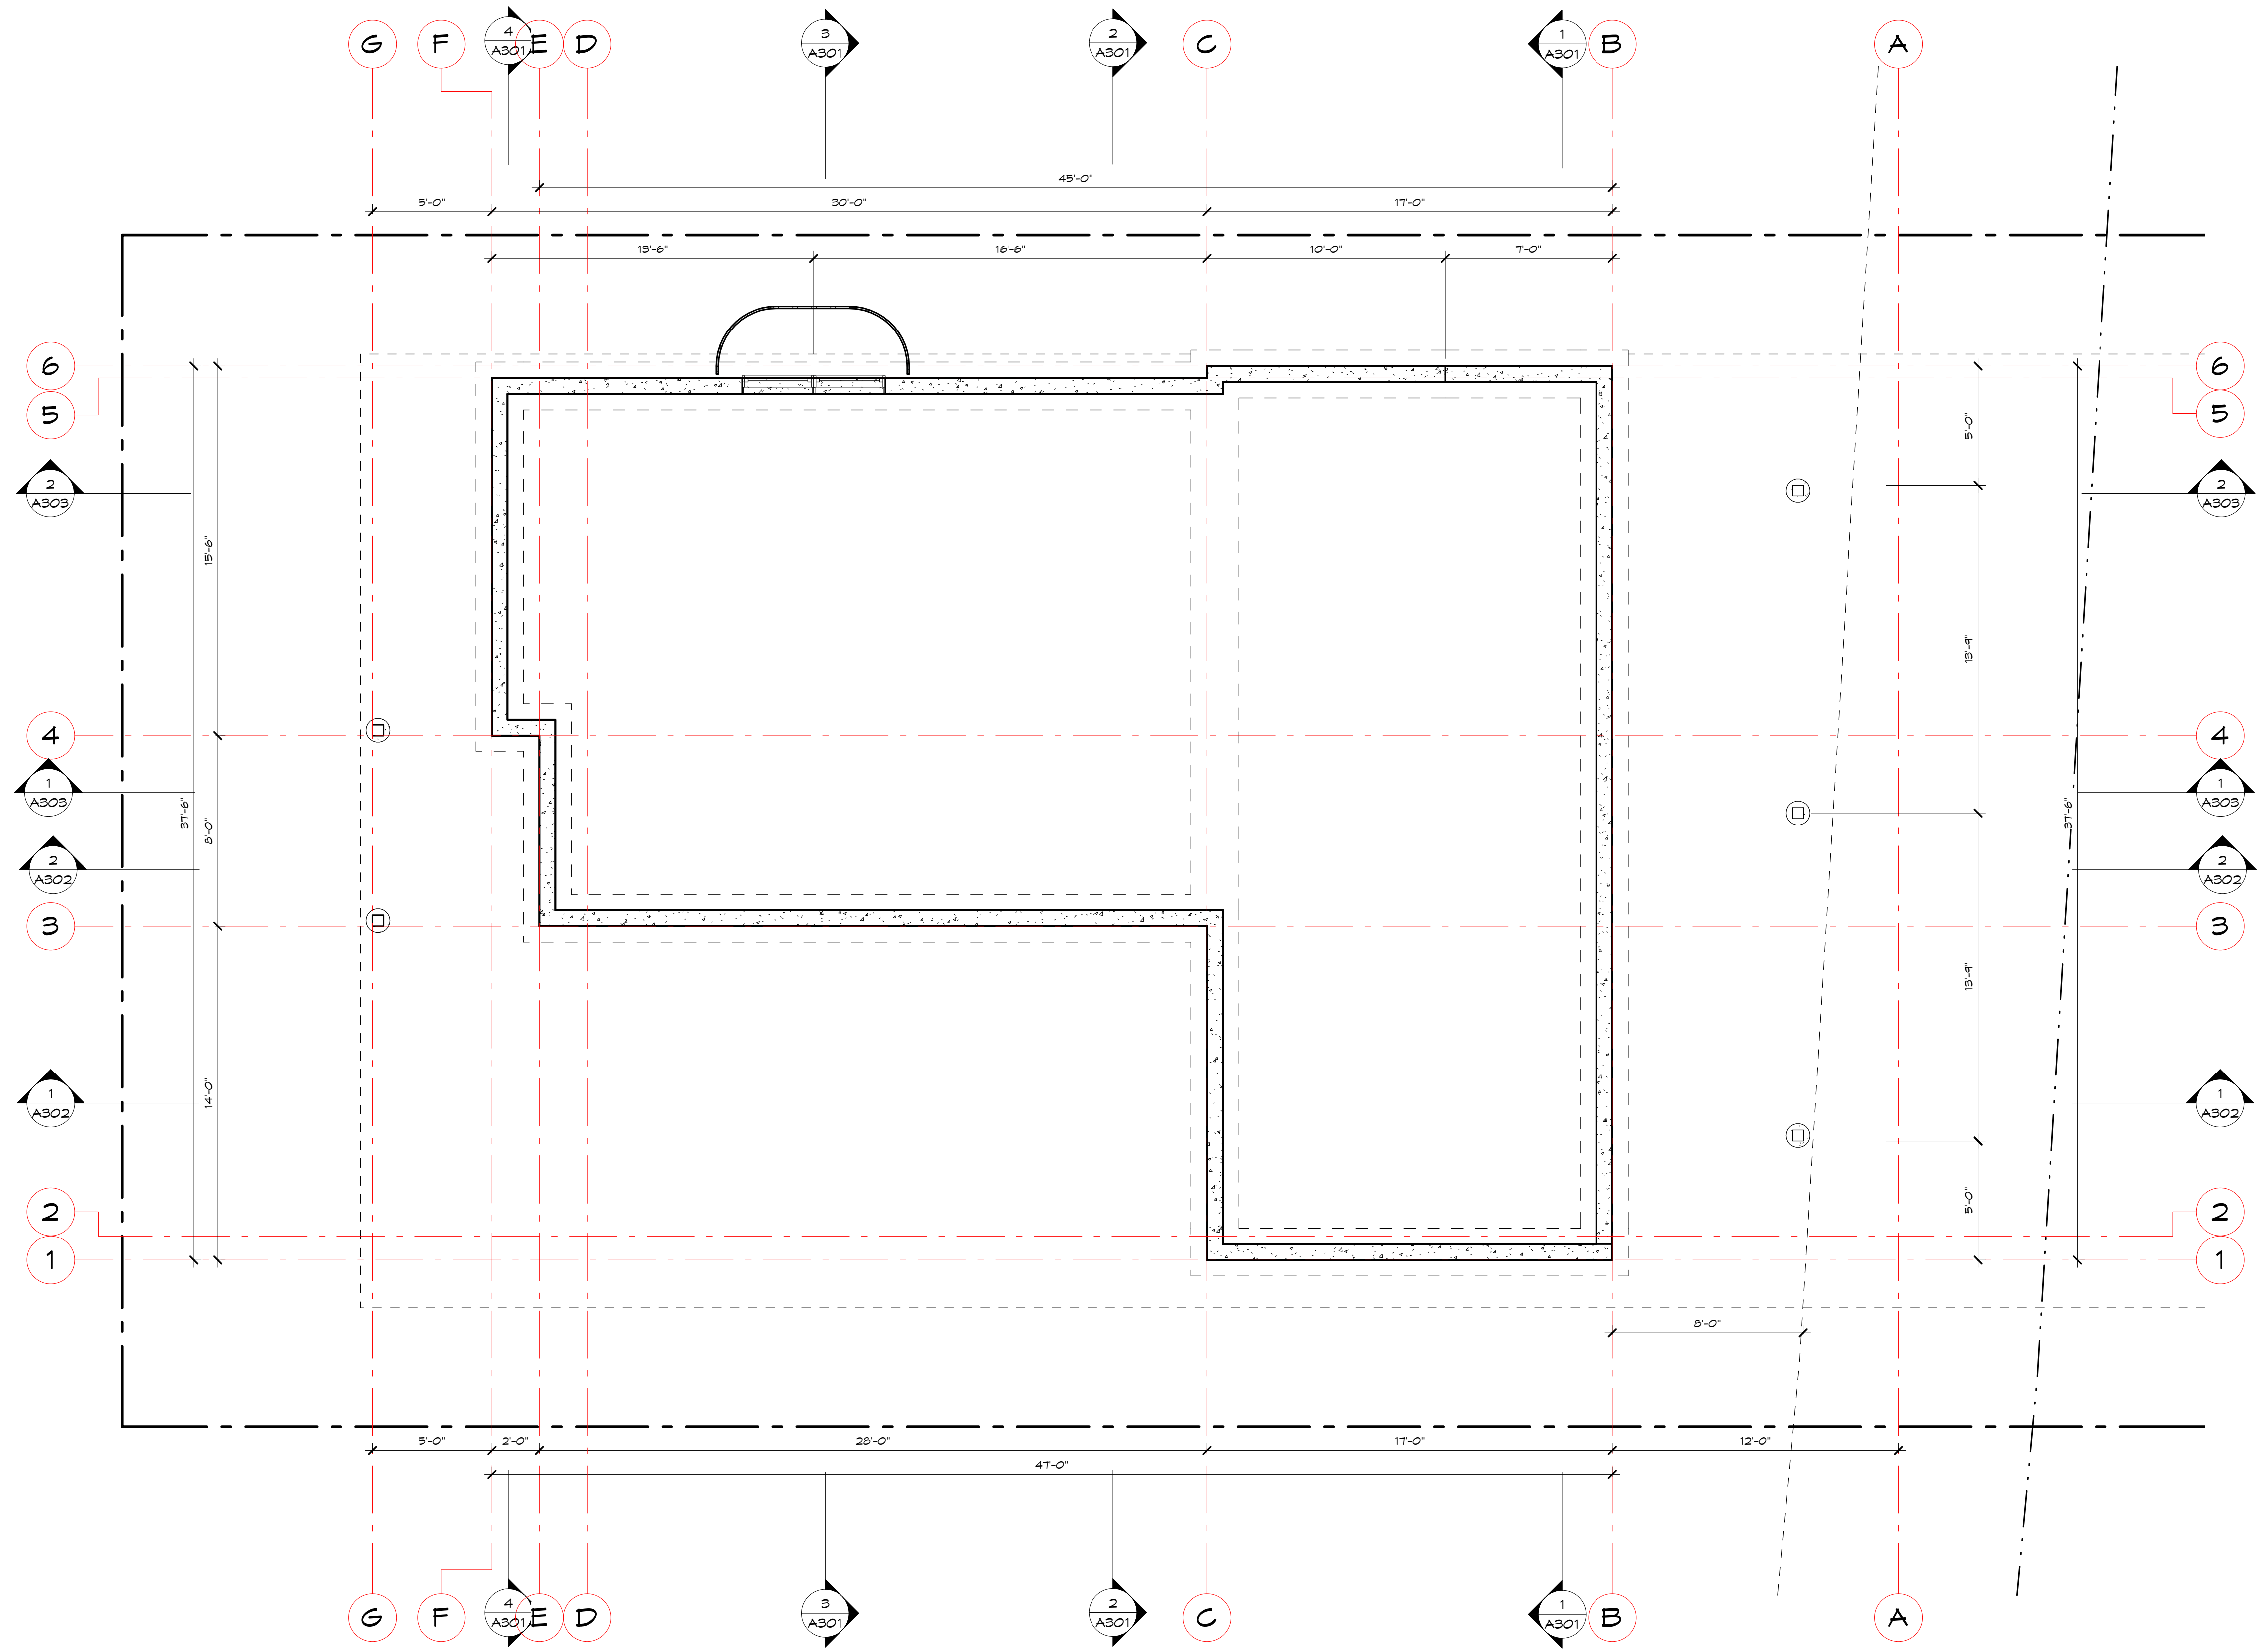 G F 4 E D 3 2 C 1 B A
A301 A301 A301 A301
45'-0"
5'-0" 30'-0" 17'-0"
13'-6" 16'-6" 10'-0" 7'-0"
6 6
5 5
5'-0"
2 2
A303 A303
15'-6"
13'-9"
4 4
1 1
A303 A303
37'-6" 8'-0" 37'-6"
2 2
A302 A302
3 3
13'-9"
1 1
A302 A302
14'-0"
5'-0"
2 2
1 1
8'-0"
5'-0" 2'-0" 28'-0" 17'-0" 12'-0"
47'-0"
G F 4 E D 3 2 C 1 B A
A301 A301 A301 A301